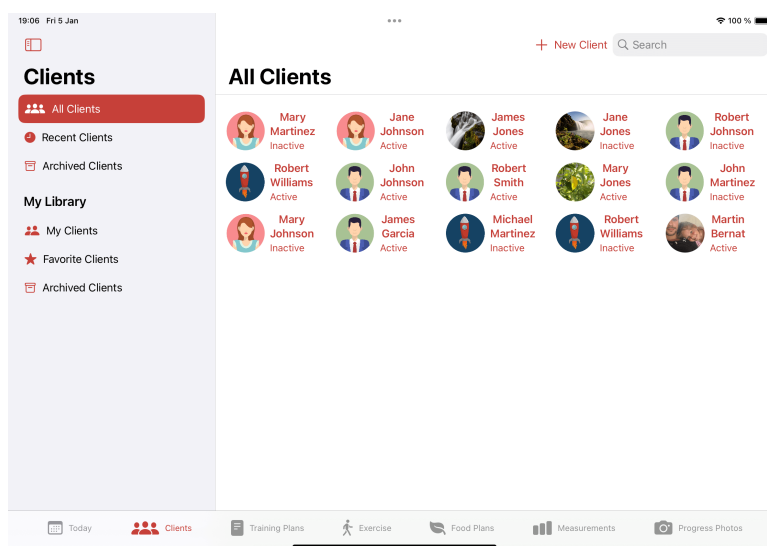 19:06 Fri 5 Jan
100 %
New Client
Search
Clients
All Clients
Recent Clients
Archived Clients
My Library
My Clients
Favorite Clients
Archived Clients
All Clients
Mary
Martinez
Inactive
Jane
Johnson
Active
James
Jones
Active
Jane
Jones
Inactive
Robert
Johnson
Inactive
Robert
Williams
Active
John
Johnson
Active
Robert
Smith
Active
Mary
Jones
Active
John
Martinez
Inactive
Mary
Johnson
Inactive
James
Garcia
Active
Michael
Martinez
Inactive
Robert
Williams
Inactive
Martin
Bernat
Active
Today
Clients
Training Plans
Exercise
Food Plans
Measurements
Progress Photos